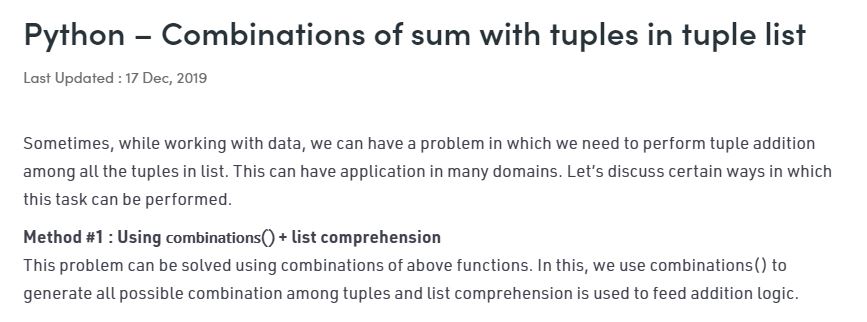 Python – Combinations of sum with tuples in tuple list
Last Updated : 17 Dec, 2019
Sometimes, while working with data, we can have a problem in which we need to perform tuple addition
among all the tuples in list. This can have application in many domains. Let’s discuss certain ways in which
this task can be performed.
Method #1 : Using combinations() + list comprehension
This problem can be solved using combinations of above functions. In this, we use combinations() to
generate all possible combination among tuples and list comprehension is used to feed addition logic.